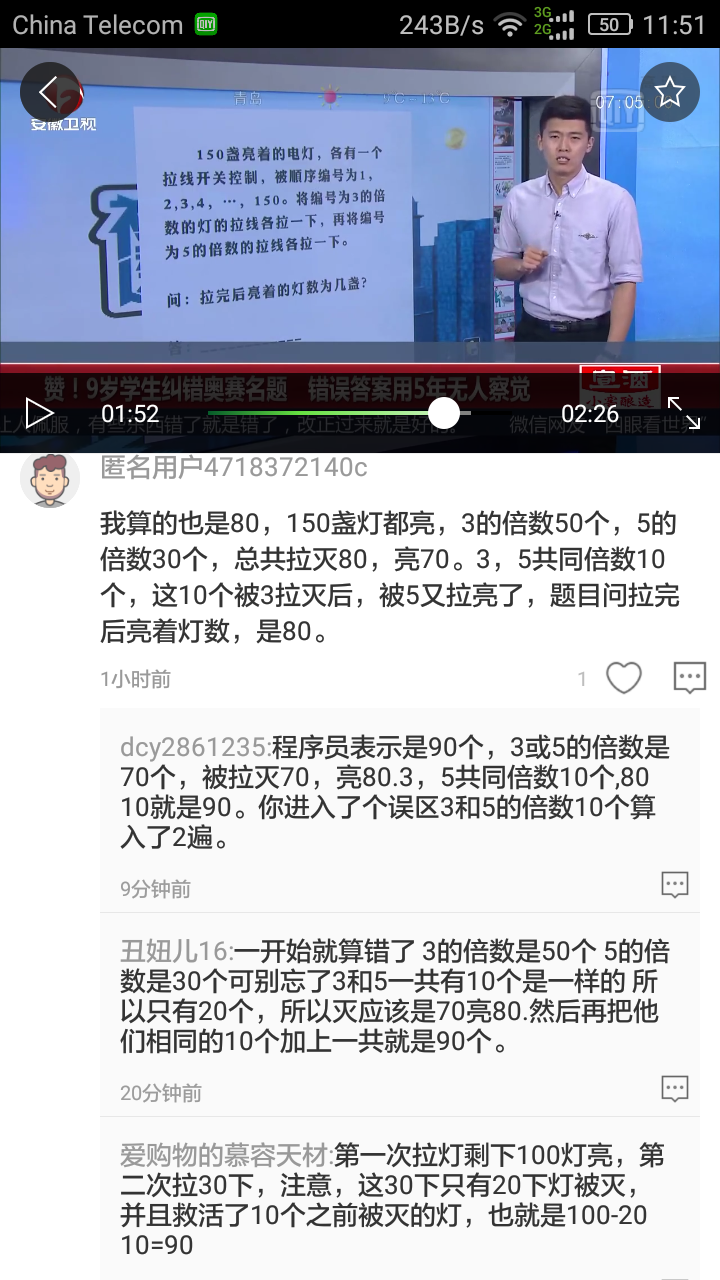 China Telecom
243B/s
3G
2G
50
11:51
青岛
07:05
安徽卫视
150盏亮着的电灯，各有一个
拉线开关控制，被顺序编号为1，
2,3,4，…，150。将编号为3的倍
数的灯的拉线各拉一下，再将编号
为5的倍数的拉线各拉一下。
问：拉完后亮着的灯数为几盏？
赞！9岁学生纠错奥赛名题 错误答案用5年无人察觉
01:52
02:26
匿名用户4718372140c
我算的也是80，150盏灯都亮，3的倍数50个，5的
倍数30个，总共拉灭80，亮70。3，5共同倍数10
个，这10个被3拉灭后，被5又拉亮了，题目问拉完
后亮着灯数，是80。
1小时前
1
dcy2861235:程序员表示是90个，3或5的倍数是
70个，被拉灭70，亮80.3，5共同倍数10个,80
10就是90。你进入了个误区3和5的倍数10个算
入了2遍。
9分钟前
丑妞儿16:一开始就算错了 3的倍数是50个 5的倍
数是30个可别忘了3和5一共有10个是一样的 所
以只有20个，所以灭应该是70亮80.然后再把他
们相同的10个加上一共就是90个。
20分钟前
爱购物的慕容天材:第一次拉灯剩下100灯亮，第
二次拉30下，注意，这30下只有20下灯被灭，
并且救活了10个之前被灭的灯，也就是100-20
10=90